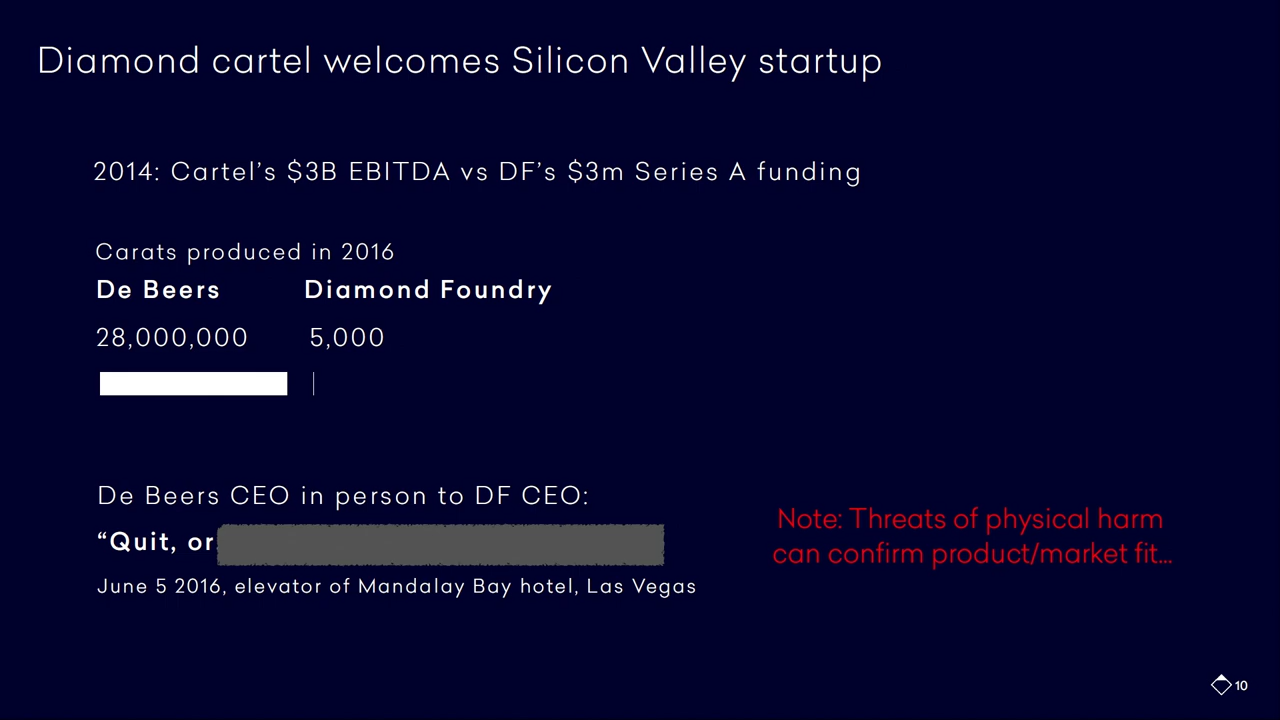 Diamond cartel welcomes Silicon Valley startup
2014: Cartel’s $3B EBITDA vs DF’s $3m Series A funding
Carats produced in 2016
De Beers Diamond Foundry
28,000,000 5,000
De Beers CEO in person to DF CEO:
“Quit, or
June 5 2016, elevator of Mandalay Bay hotel, Las Vegas
Note: Threats of physical harm
can confirm product/market fit...
10